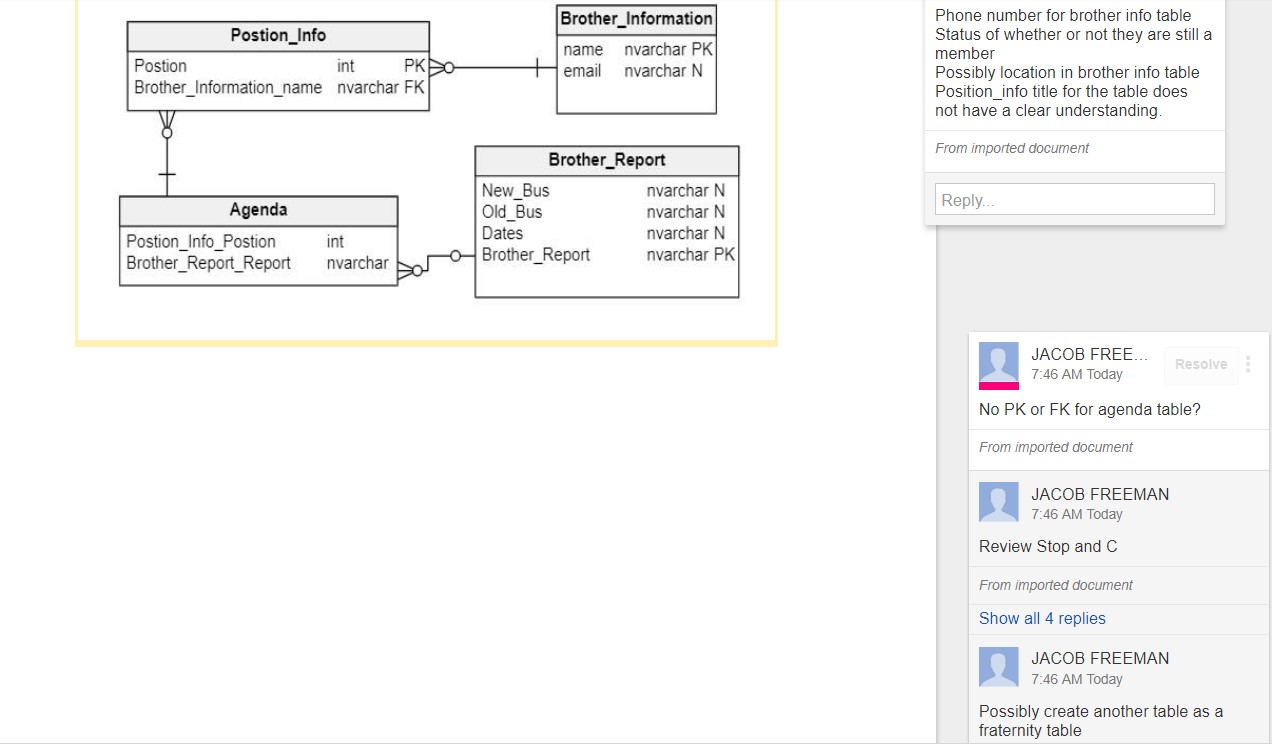 Postion_Info
Postion int PK
Brother_Information_name nvarchar FK
Brother_Information
name nvarchar PK
email nvarchar N
Agenda
Postion_Info_Postion int
Brother_Report_Report nvarchar
Brother_Report
New_Bus nvarchar N
Old_Bus nvarchar N
Dates nvarchar N
Brother_Report nvarchar PK
Phone number for brother info table
Status of whether or not they are still a
member
Possibly location in brother info table
Position_info title for the table does
not have a clear understanding.
From imported document
Reply...
JACOB FREE...
7:46 AM Today
Resolve
No PK or FK for agenda table?
From imported document
JACOB FREEMAN
7:46 AM Today
Review Stop and C
From imported document
Show all 4 replies
JACOB FREEMAN
7:46 AM Today
Possibly create another table as a
fraternity table